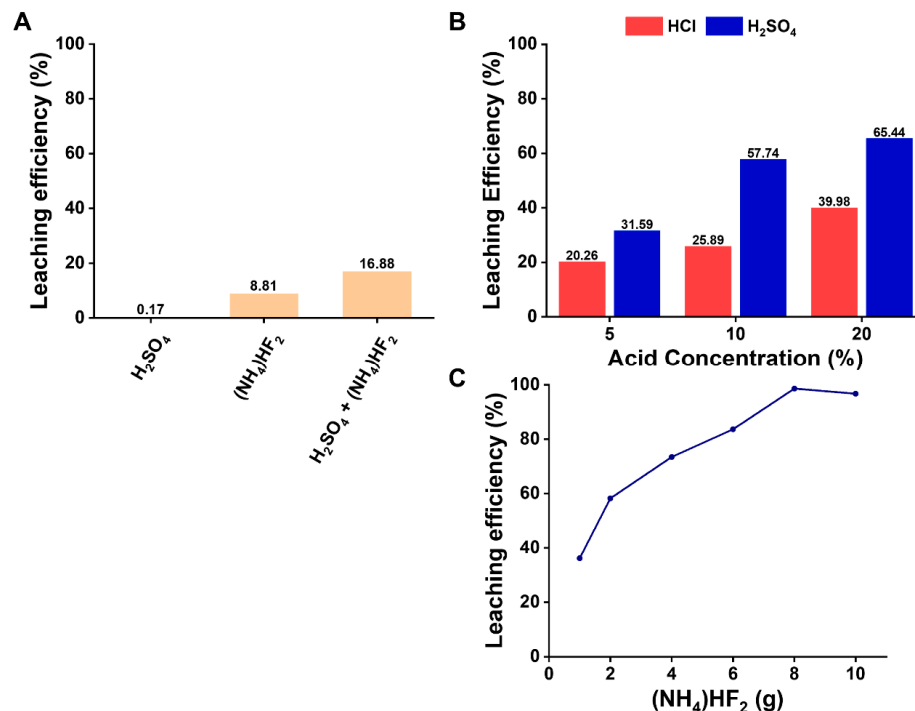 A
Leaching efficiency (%)
100
80
60
40
20
0
0.17
8.81
16.88
H₂SO₄
(NH₄)HF₂
H₂SO₄ + (NH₄)HF₂
B
HCl
H₂SO₄
Leaching Efficiency (%)
100
80
60
40
20
0
20.26
31.59
25.89
57.74
39.98
65.44
5
10
20
Acid Concentration (%)
C
Leaching efficiency (%)
100
80
60
40
20
0
0
2
4
6
8
10
(NH₄)HF₂ (g)